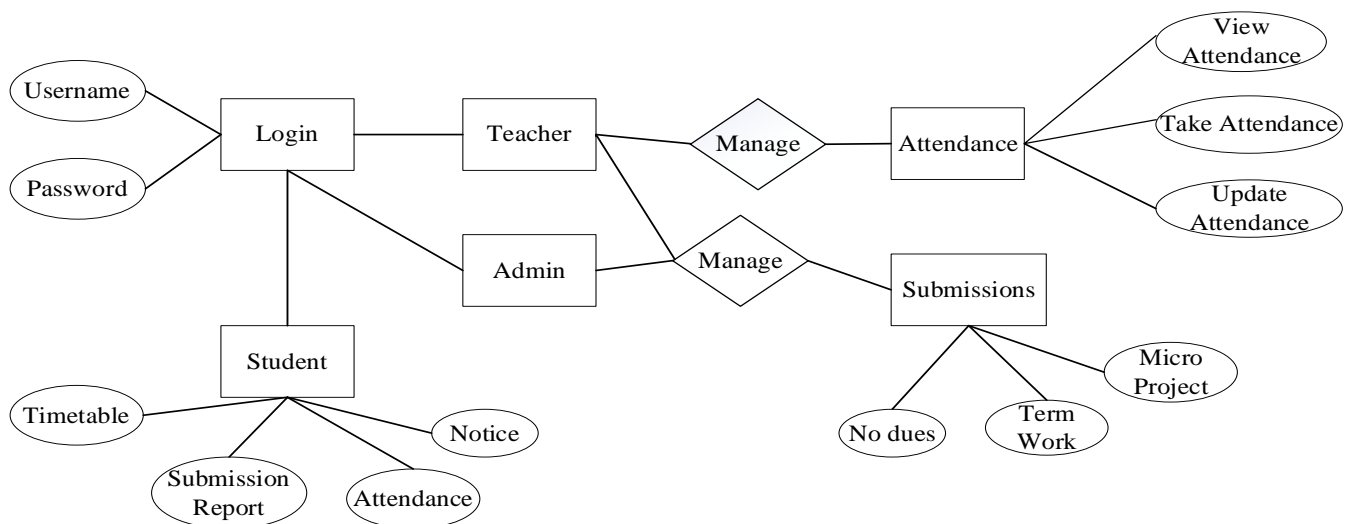 View
Attendance
Username
Login
Teacher
Manage
Attendance
Take Attendance
Password
Update
Attendance
Admin
Manage
Submissions
Student
Micro
Project
Timetable
Notice
No dues
Term
Work
Submission
Report
Attendance